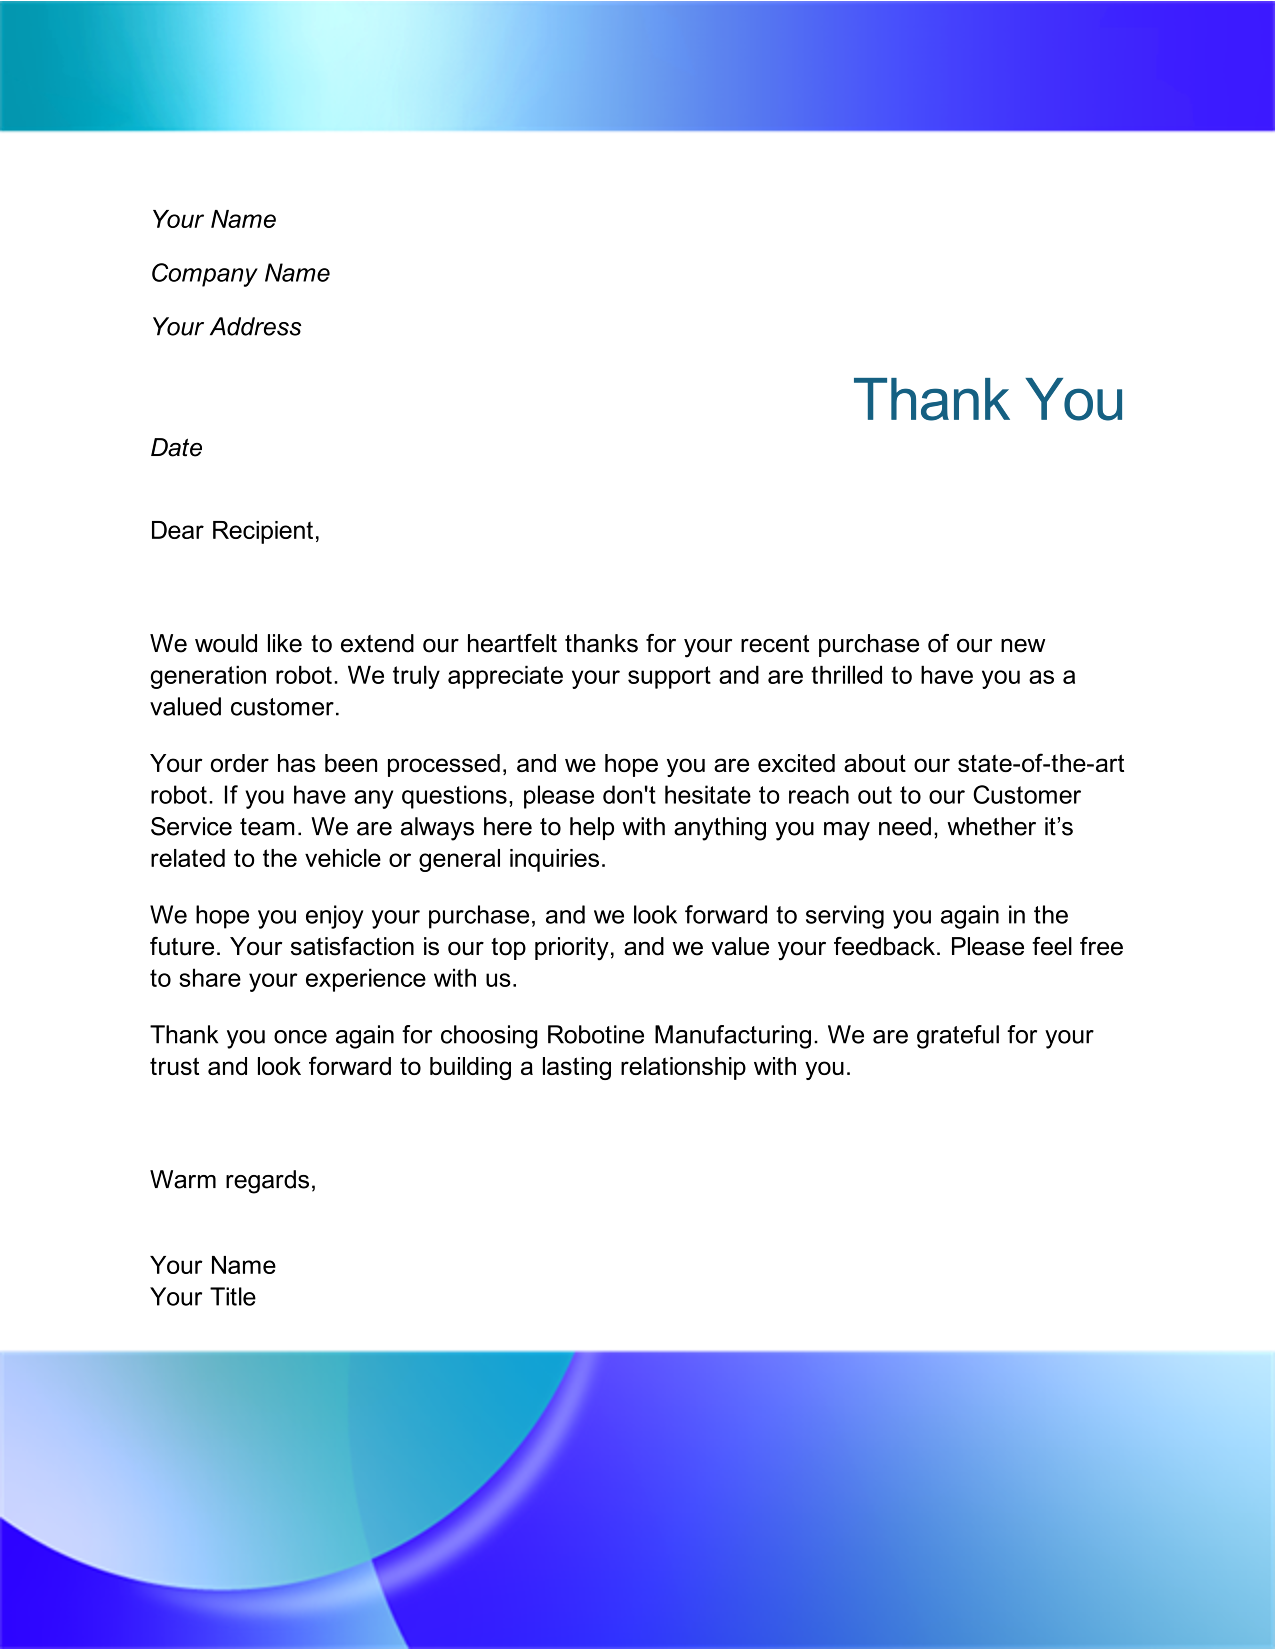 Your Name
Company Name
Your Address
Thank You
Date
Dear Recipient,
We would like to extend our heartfelt thanks for your recent purchase of our new
generation robot. We truly appreciate your support and are thrilled to have you as a
valued customer.
Your order has been processed, and we hope you are excited about our state-of-the-art
robot. If you have any questions, please don't hesitate to reach out to our Customer
Service team. We are always here to help with anything you may need, whether it’s
related to the vehicle or general inquiries.
We hope you enjoy your purchase, and we look forward to serving you again in the
future. Your satisfaction is our top priority, and we value your feedback. Please feel free
to share your experience with us.
Thank you once again for choosing Robotine Manufacturing. We are grateful for your
trust and look forward to building a lasting relationship with you.
Warm regards,
Your Name
Your Title